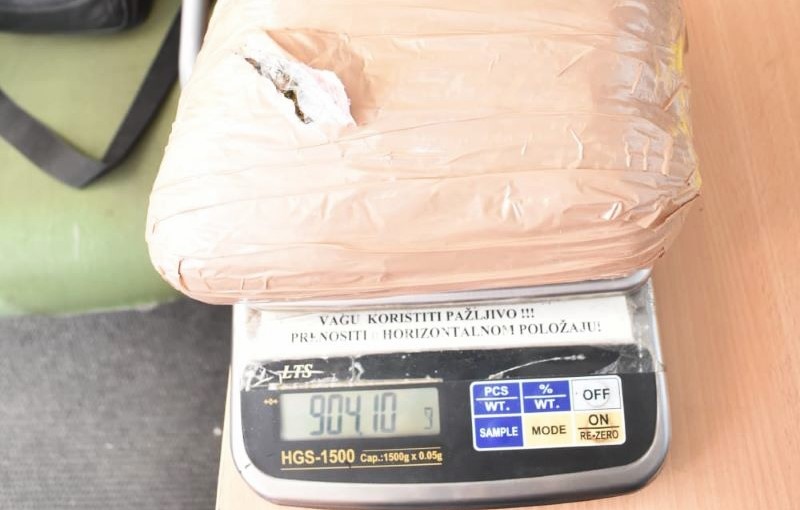 VAGU KORISTITI PAŽLJIVO !!!
PRENOSITI HORIZONTALNOM POLOŽAJU!
LTS
904.10 g
PCS
WT.
%
WT.
OFF
SAMPLE
MODE
ON
RE-ZERO
HGS-1500 Cap.:1500g x 0.05g